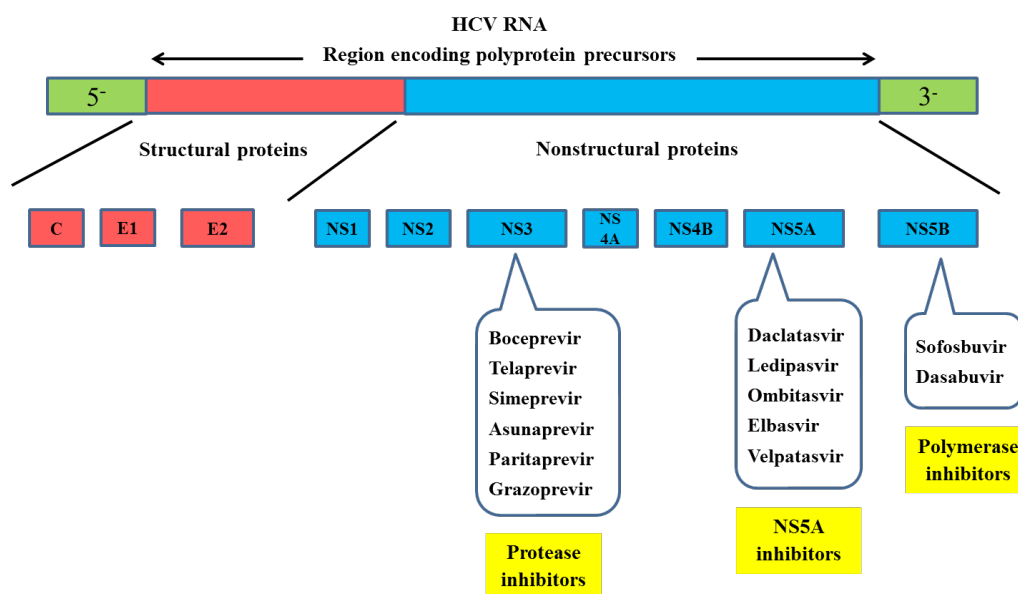 HCV RNA
Region encoding polyprotein precursors
5-
3-
Structural proteins
Nonstructural proteins
C
E1
E2
NS1
NS2
NS3
NS
4A
NS4B
NS5A
NS5B
Boceprevir
Telaprevir
Simeprevir
Asunaprevir
Paritaprevir
Grazoprevir
Protease
inhibitors
Daclatasvir
Ledipasvir
Ombitasvir
Elbasvir
Velpatasvir
NS5A
inhibitors
Sofosbuvir
Dasabuvir
Polymerase
inhibitors